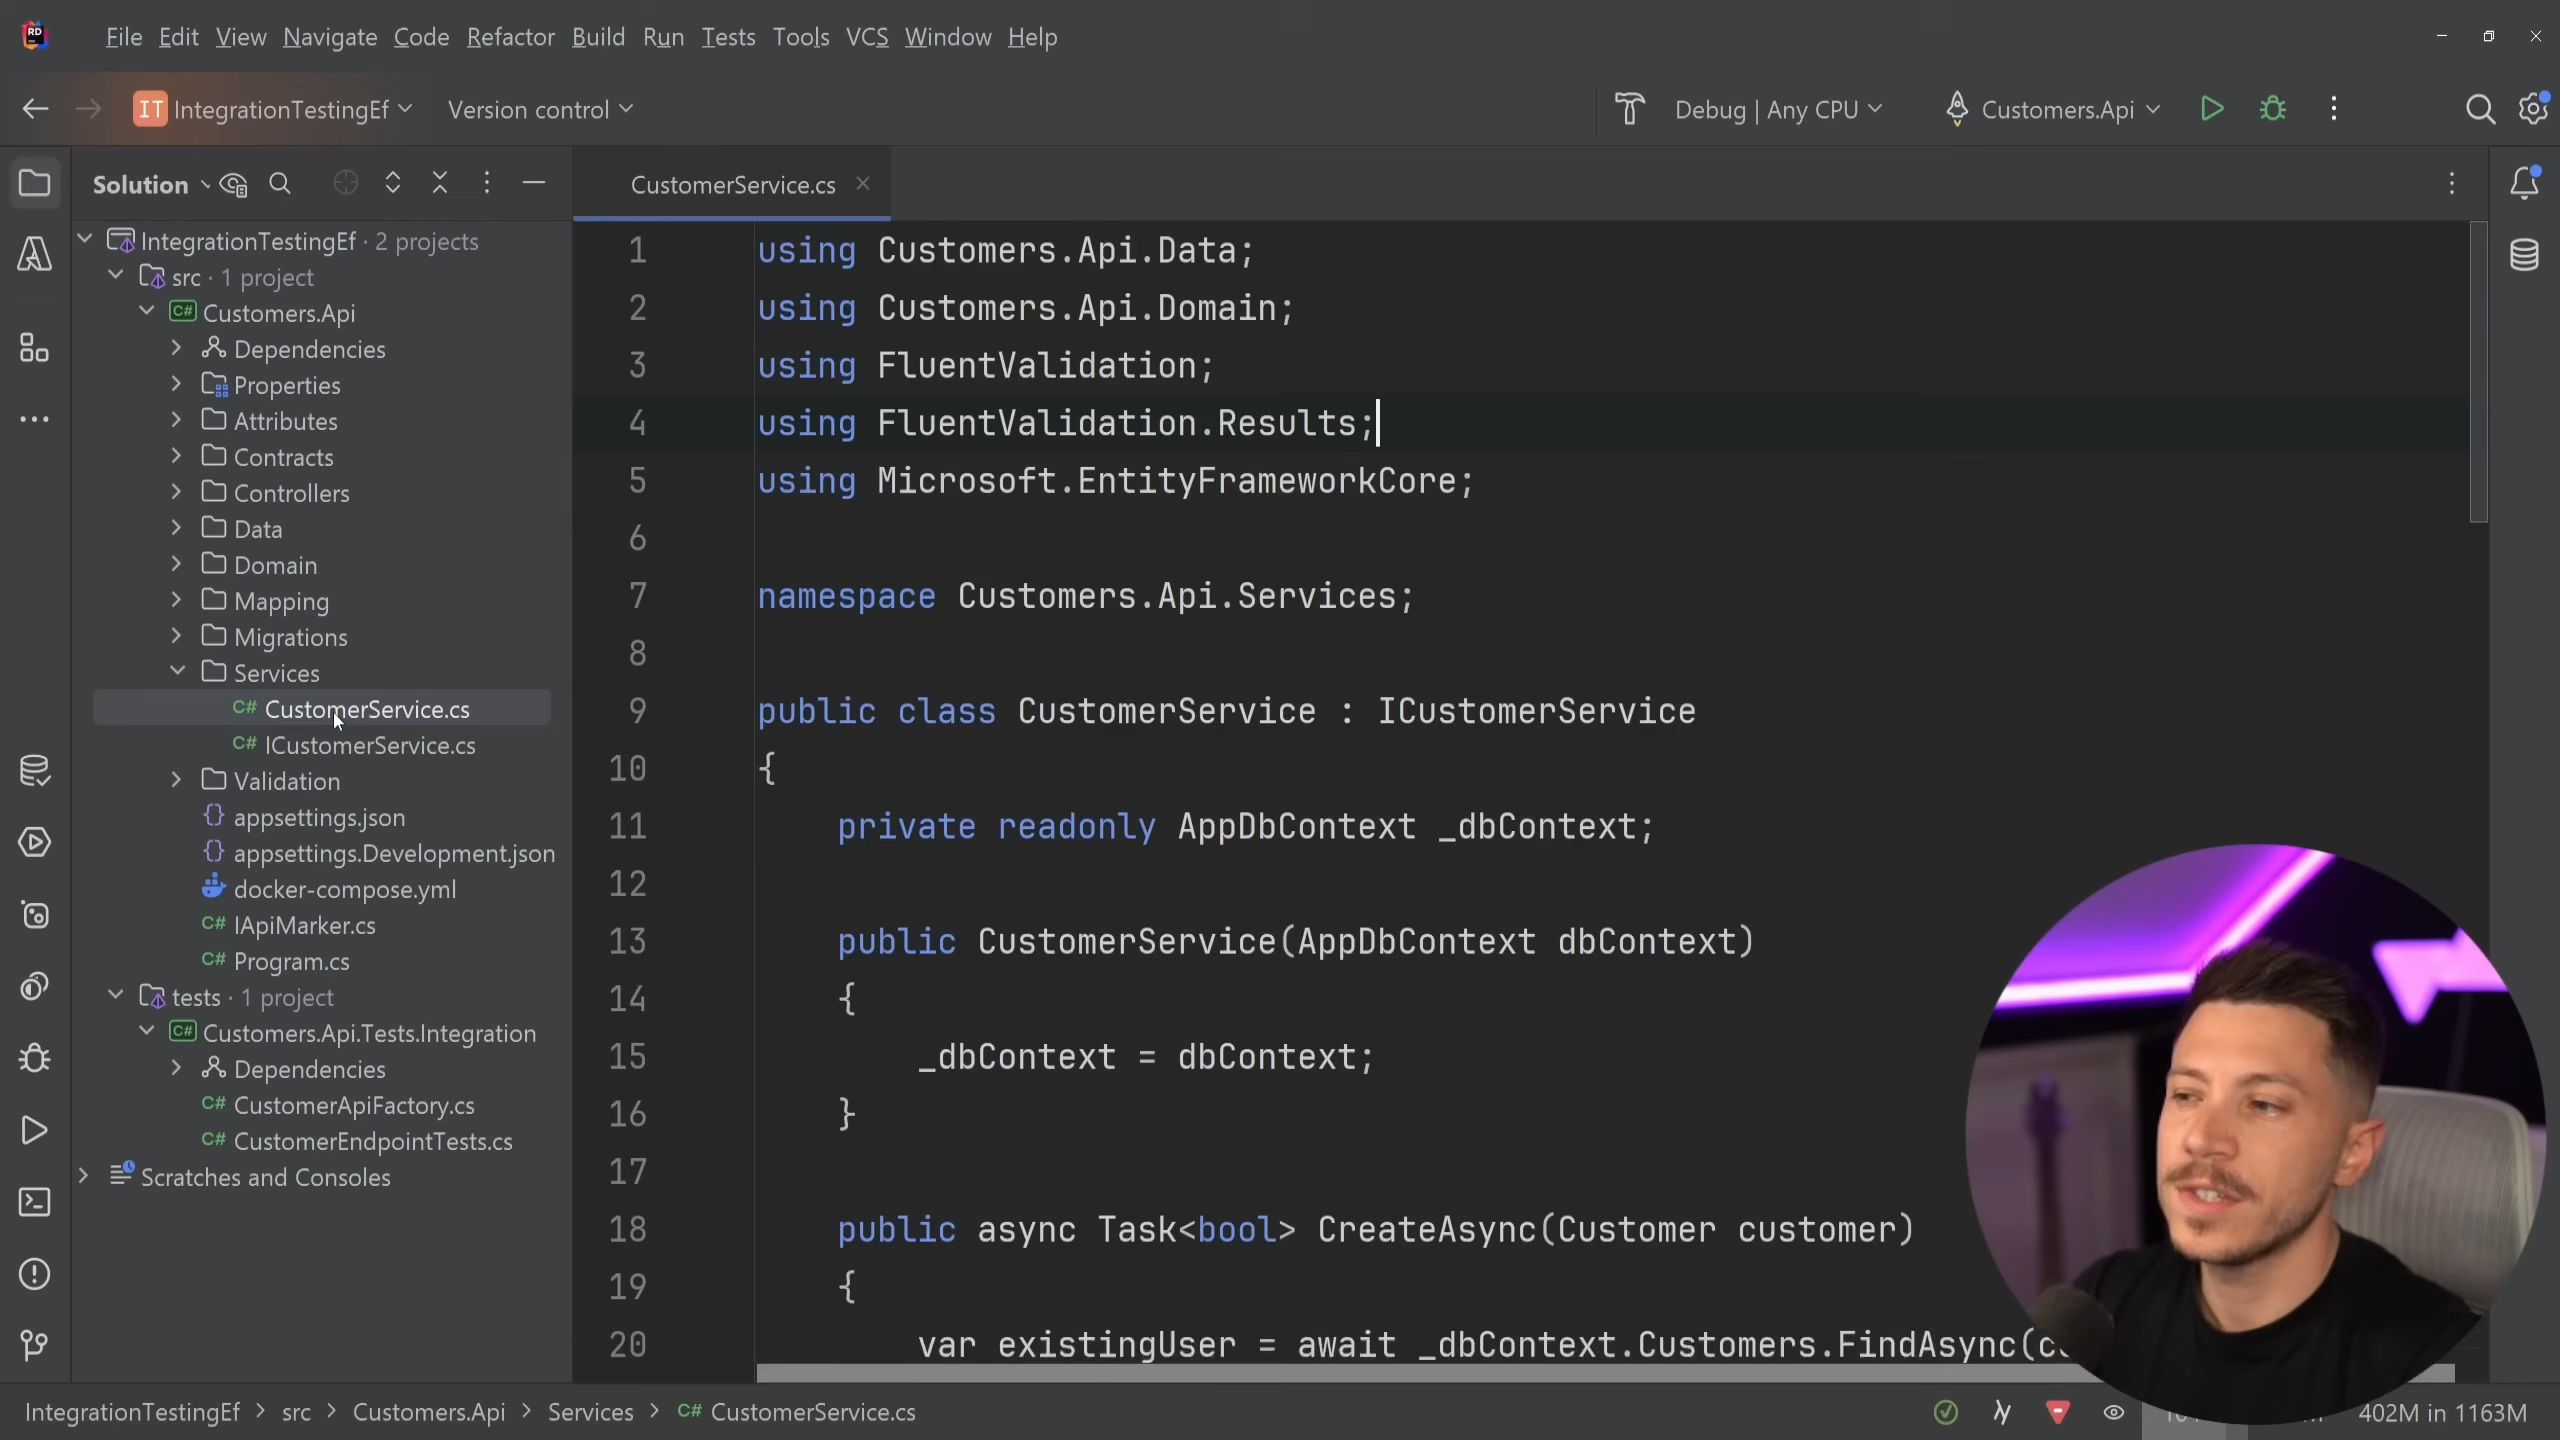 RD
File Edit View Navigate Code Refactor Build Run Tests Tools VCS Window Help
IT IntegrationTestingEf Version control Debug | Any CPU Customers.Api
Solution
CustomerService.cs
IntegrationTestingEf · 2 projects
src · 1 project
C# Customers.Api
Dependencies
Properties
Attributes
Contracts
Controllers
Data
Domain
Mapping
Migrations
Services
C# CustomerService.cs
C# ICustomerService.cs
Validation
{} appsettings.json
{} appsettings.Development.json
docker-compose.yml
C# IApiMarker.cs
C# Program.cs
tests · 1 project
C# Customers.Api.Tests.Integration
Dependencies
C# CustomerApiFactory.cs
C# CustomerEndpointTests.cs
Scratches and Consoles
1 using Customers.Api.Data;
2 using Customers.Api.Domain;
3 using FluentValidation;
4 using FluentValidation.Results;
5 using Microsoft.EntityFrameworkCore;
6
7 namespace Customers.Api.Services;
8
9 public class CustomerService : ICustomerService
10 {
11 private readonly AppDbContext _dbContext;
12
13 public CustomerService(AppDbContext dbContext)
14 {
15 _dbContext = dbContext;
16 }
17
18 public async Task<bool> CreateAsync(Customer customer)
19 {
20 var existingUser = await _dbContext.Customers.FindAsync(
IntegrationTestingEf > src > Customers.Api > Services > C# CustomerService.cs
402M in 1163M